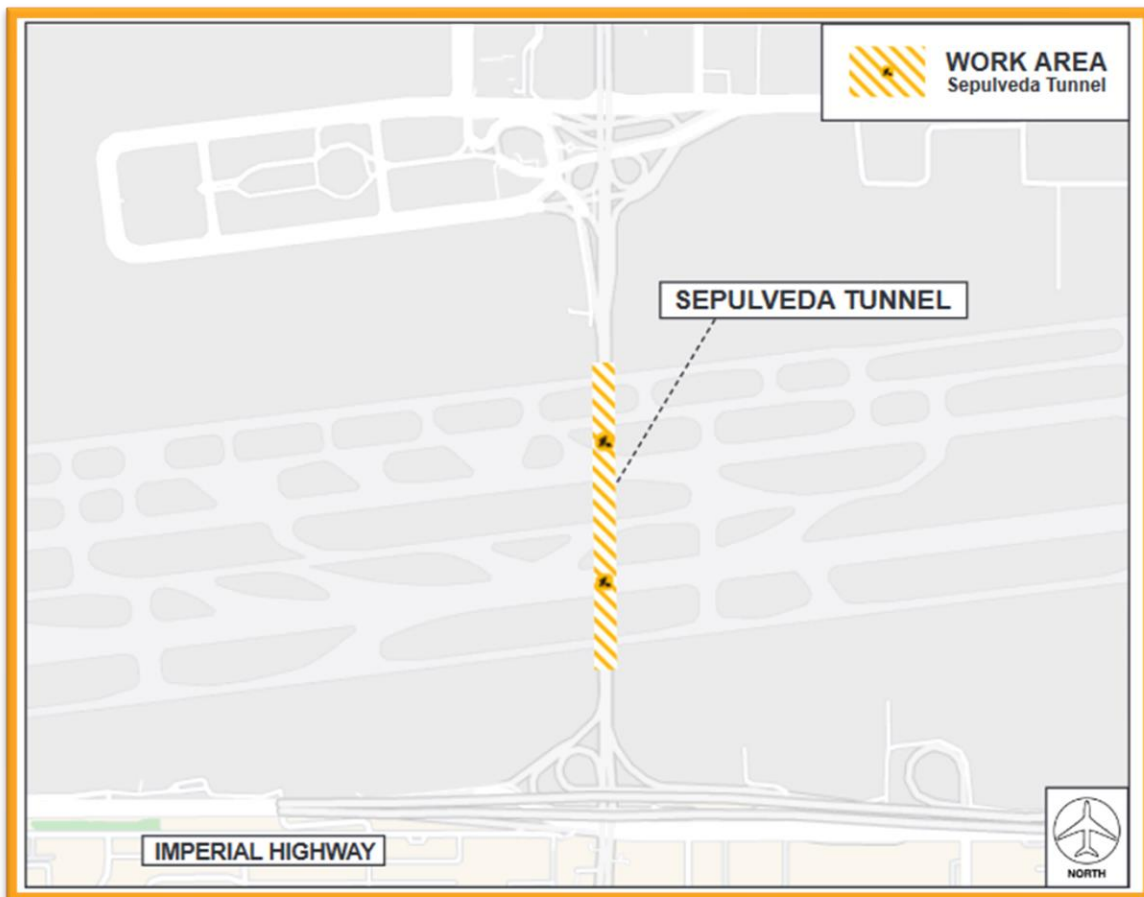 WORK AREA
Sepulveda Tunnel
SEPULVEDA TUNNEL
IMPERIAL HIGHWAY
NORTH